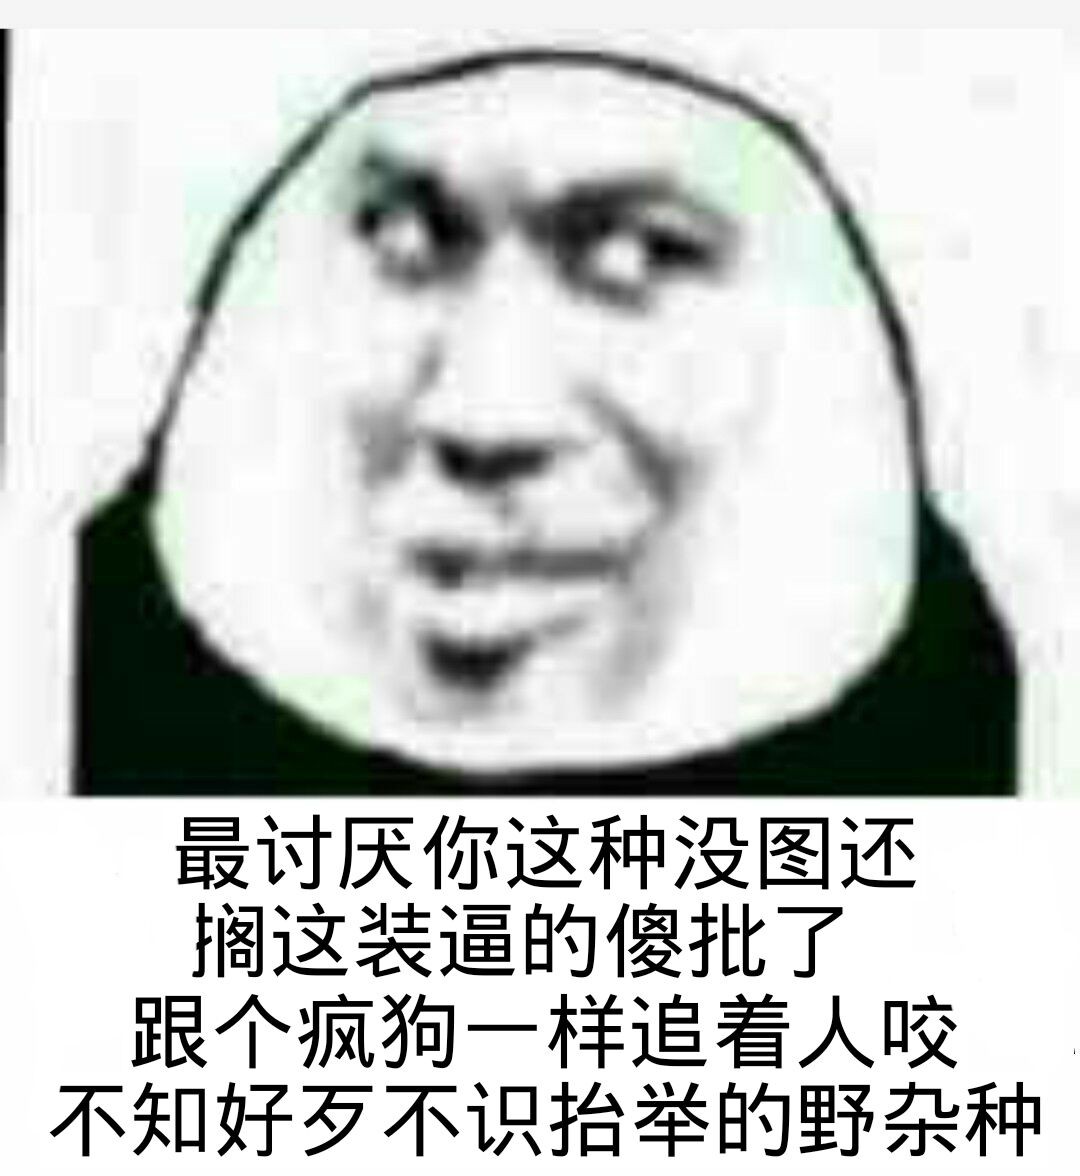 最讨厌你这种没图还
搁这装逼的傻批了
跟个疯狗一样追着人咬
不知好歹不识抬举的野杂种